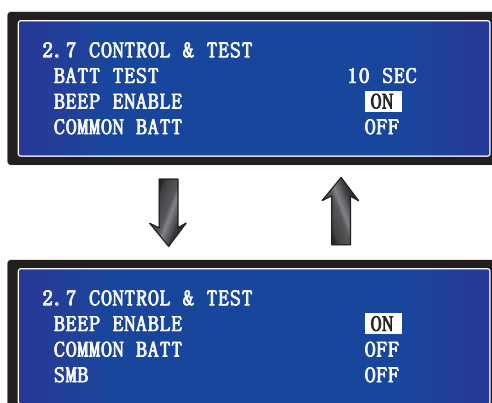 2.7 CONTROL & TEST
BATT TEST 10 SEC
BEEP ENABLE ON
COMMON BATT OFF
2.7 CONTROL & TEST
BEEP ENABLE ON
COMMON BATT OFF
SMB OFF